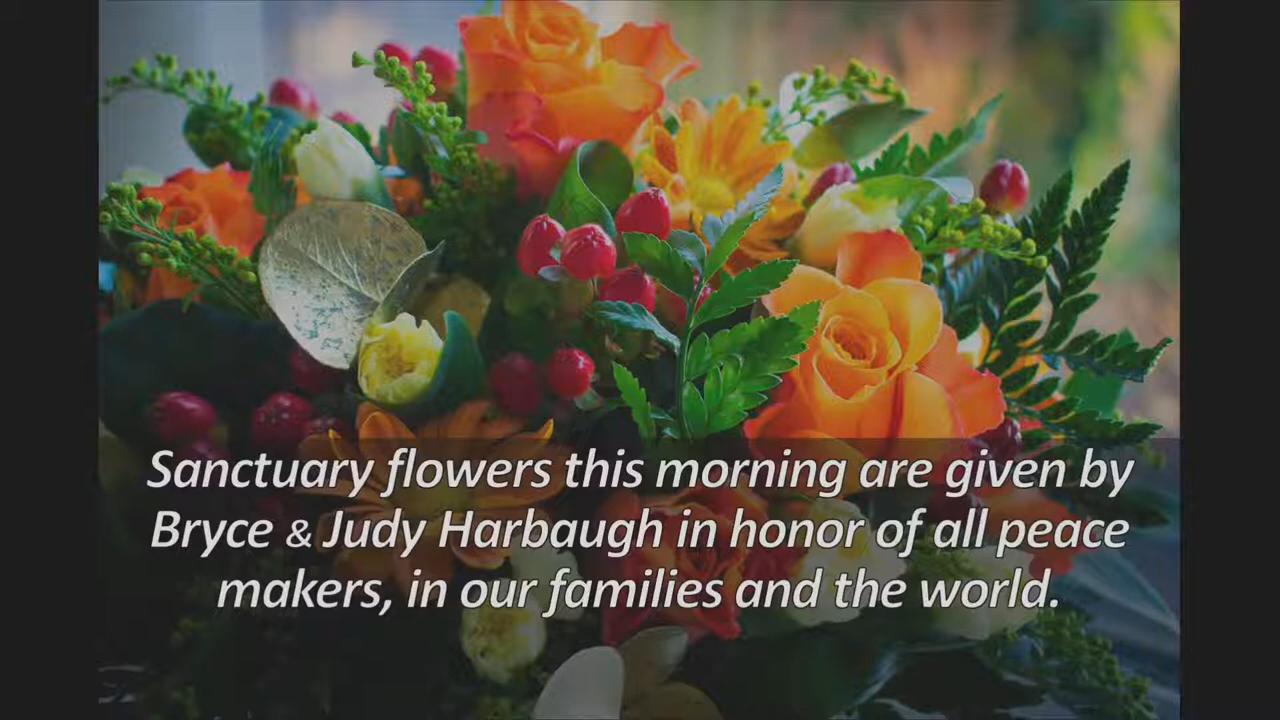 Sanctuary flowers this morning are given by
Bryce & Judy Harbaugh in honor of all peace
makers, in our families and the world.